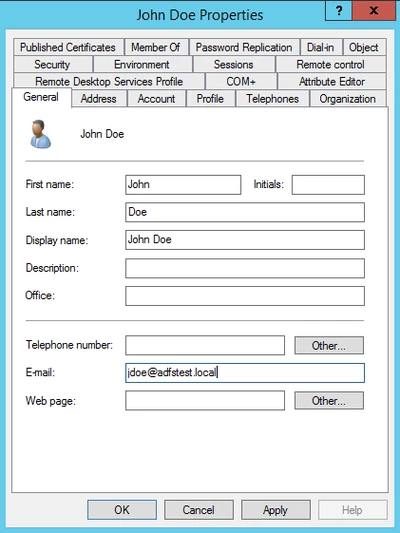 John Doe Properties
? x
Published Certificates Member Of Password Replication Dial-in Object
Security Environment Sessions Remote control
Remote Desktop Services Profile COM+ Attribute Editor
General Address Account Profile Telephones Organization
John Doe
First name: John Initials:
Last name: Doe
Display name: John Doe
Description:
Office:
Telephone number: Other...
E-mail: jdoe@adfstest.local
Web page: Other...
OK Cancel Apply Help